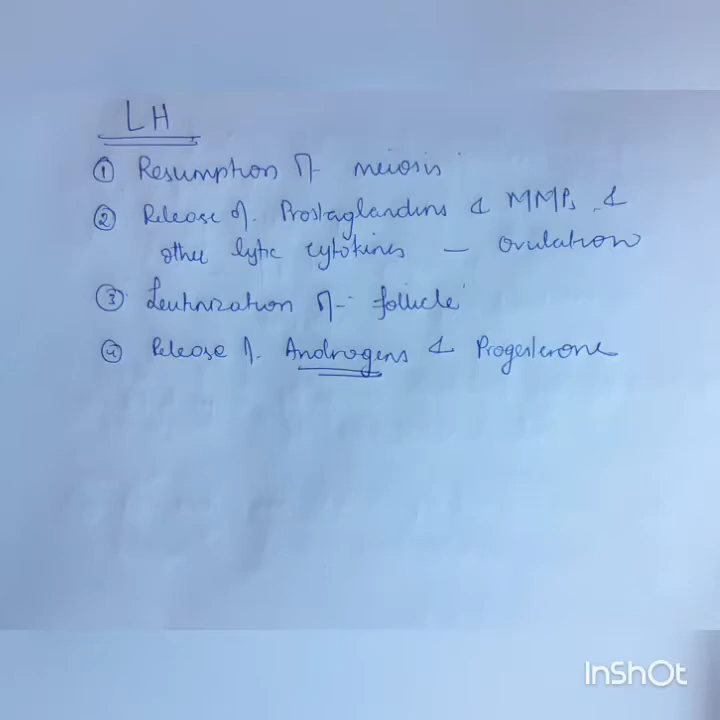 LH
① Resumption of meiosis
② Release of Prostaglandins & MMPs &
other lytic cytokines – ovulation
③ Leutinization of follicle
④ Release of Androgens & Progesterone
InShOt